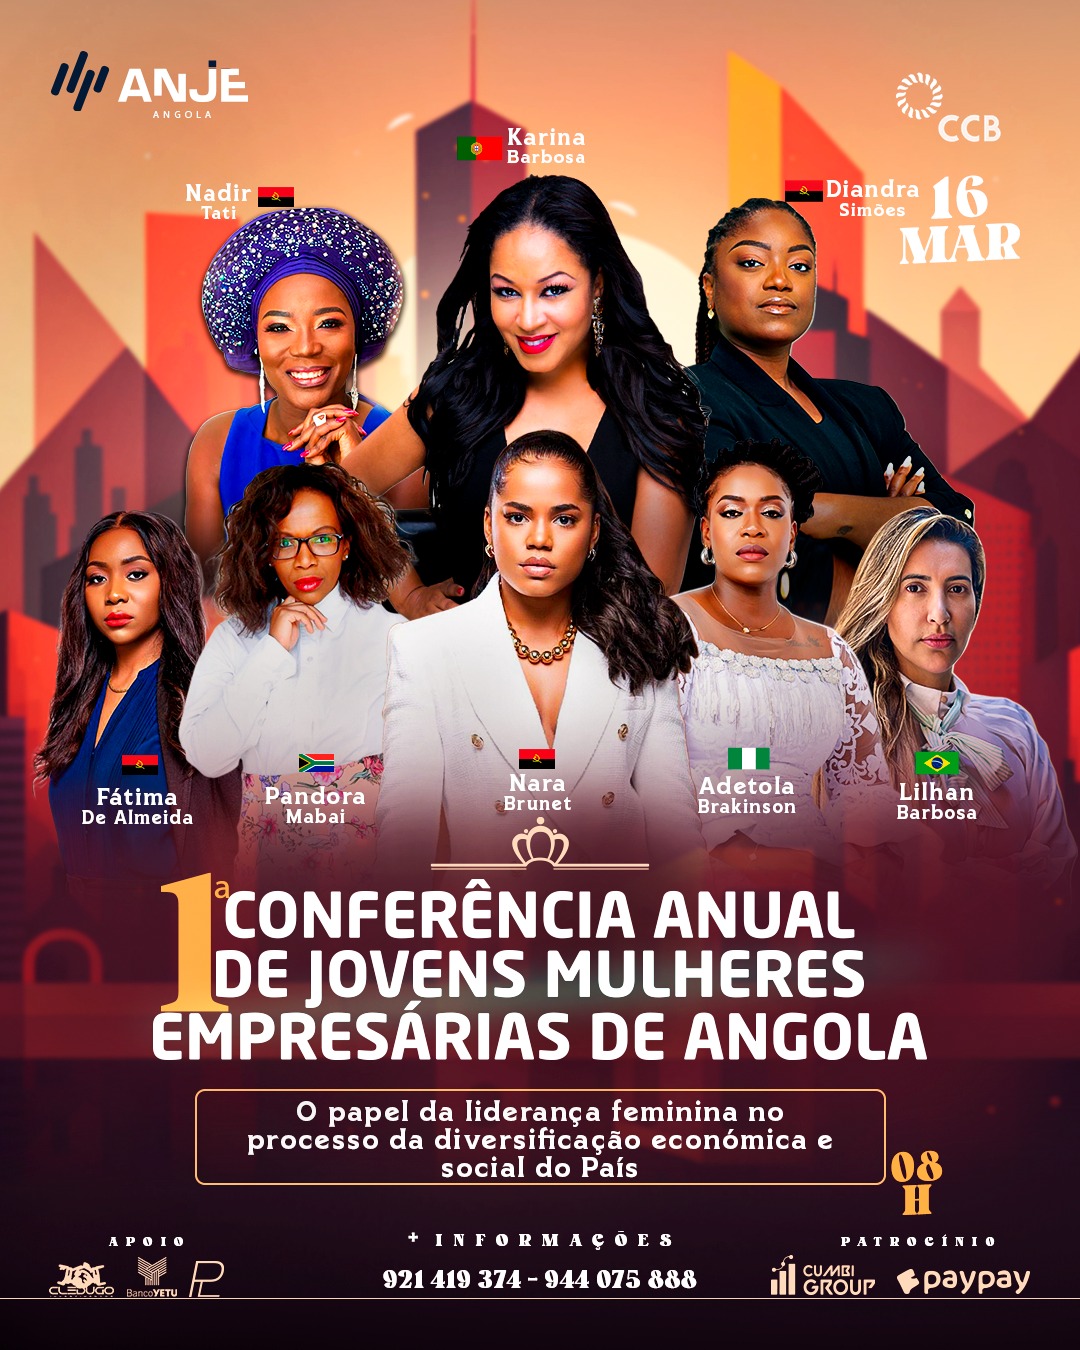 ANJE
ANGOLA
CCB
Karina
Barbosa
Nadir
Tati
Diandra
Simões
16
MAR
Fátima
De Almeida
Pandora
Mabai
Nara
Brunet
Adetola
Brakinson
Lilhan
Barbosa
1ª CONFERÊNCIA ANUAL
DE JOVENS MULHERES
EMPRESÁRIAS DE ANGOLA
O papel da liderança feminina no
processo da diversificação económica e
social do País
08
H
APOIO
CLÉDUGO
BancoYETU
PL
+ INFORMAÇÕES
921 419 374 - 944 075 888
PATROCÍNIO
CUMBI
GROUP
paypay